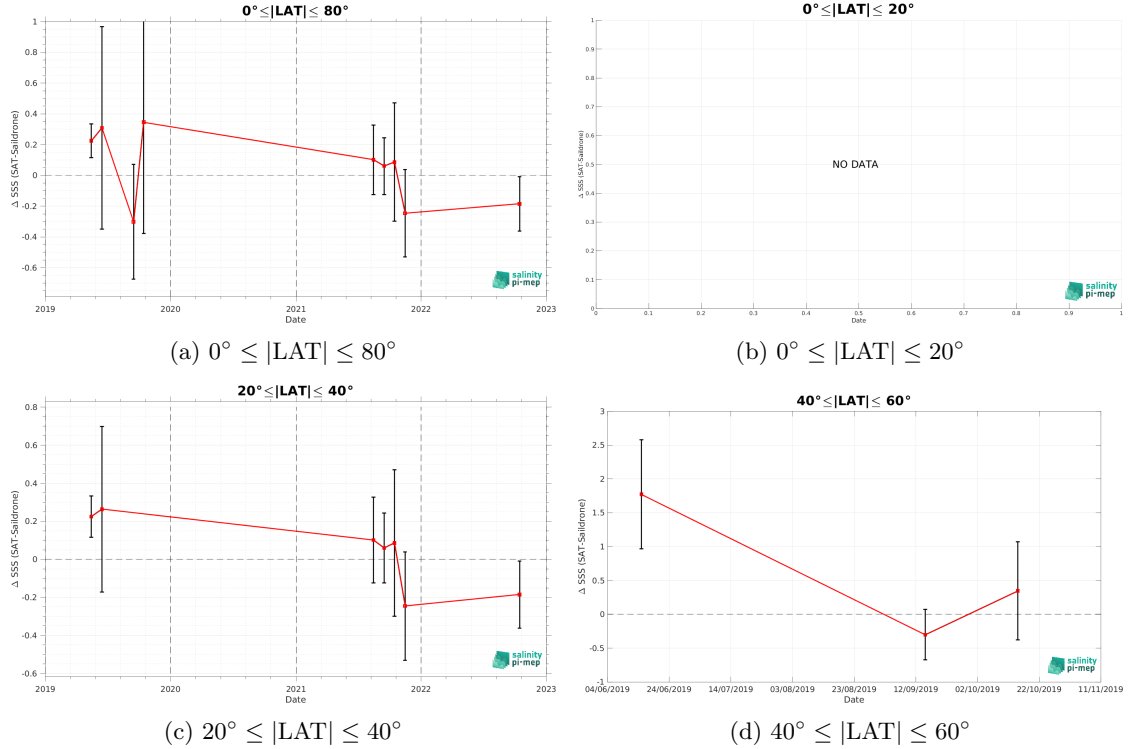 0°≤|LAT|≤ 80°
1
0.8
0.6
0.4
0.2
0
-0.2
-0.4
-0.6
Δ SSS (SAT-Saildrone)
2019
2020
2021
2022
2023
Date
salinity
pi-mep
(a) 0° ≤ |LAT| ≤ 80°
0°≤|LAT|≤ 20°
1
0.9
0.8
0.7
0.6
0.5
0.4
0.3
0.2
0.1
0
Δ SSS (SAT-Saildrone)
NO DATA
0
0.1
0.2
0.3
0.4
0.5
0.6
0.7
0.8
0.9
1
Date
salinity
pi-mep
(b) 0° ≤ |LAT| ≤ 20°
20°≤|LAT|≤ 40°
0.8
0.6
0.4
0.2
0
-0.2
-0.4
-0.6
Δ SSS (SAT-Saildrone)
2019
2020
2021
2022
2023
Date
salinity
pi-mep
(c) 20° ≤ |LAT| ≤ 40°
40°≤|LAT|≤ 60°
3
2.5
2
1.5
1
0.5
0
-0.5
-1
Δ SSS (SAT-Saildrone)
04/06/2019
24/06/2019
14/07/2019
03/08/2019
23/08/2019
12/09/2019
02/10/2019
22/10/2019
11/11/2019
Date
salinity
pi-mep
(d) 40° ≤ |LAT| ≤ 60°